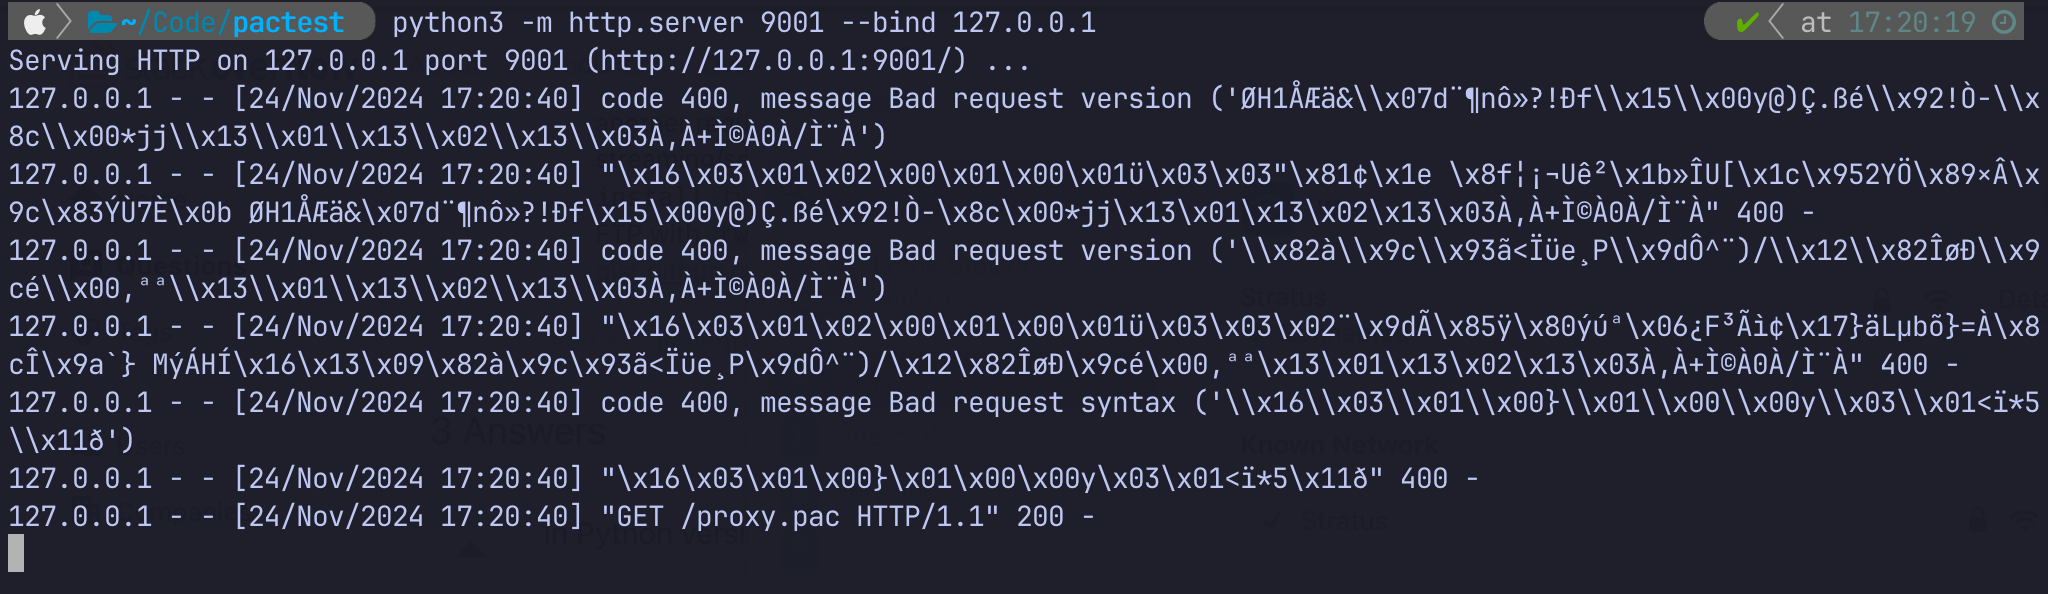 ~/Code/pactest python3 -m http.server 9001 --bind 127.0.0.1 ✔ at 17:20:19
Serving HTTP on 127.0.0.1 port 9001 (http://127.0.0.1:9001/) ...
127.0.0.1 - - [24/Nov/2024 17:20:40] code 400, message Bad request version ('ØH1ÅÆä&\\x07d¨¶nô»?!Ðf\\x15\\x00y@)Ç.ßé\\x92!Ò-\\x
8c\\x00*jj\\x13\\x01\\x13\\x02\\x13\\x03À,À+Ì©À0À/Ì¨À')
127.0.0.1 - - [24/Nov/2024 17:20:40] "\x16\x03\x01\x02\x00\x01\x00\x01ü\x03\x03"\x81¢\x1e \x8f¦¡¬Uê²\x1b»ÎU[\x1c\x952YÖ\x89×Â\x
9c\x83ÝÙ7È\x0b ØH1ÅÆä&\x07d¨¶nô»?!Ðf\x15\x00y@)Ç.ßé\x92!Ò-\x8c\x00*jj\x13\x01\x13\x02\x13\x03À,À+Ì©À0À/Ì¨À" 400 -
127.0.0.1 - - [24/Nov/2024 17:20:40] code 400, message Bad request version ('\\x82à\\x9c\\x93ã<Ïüe¸P\\x9dÔ^¨)/\\x12\\x82ÎøÐ\\x9
cé\\x00,ªª\\x13\\x01\\x13\\x02\\x13\\x03À,À+Ì©À0À/Ì¨À')
127.0.0.1 - - [24/Nov/2024 17:20:40] "\x16\x03\x01\x02\x00\x01\x00\x01ü\x03\x03\x02¨\x9dÃ\x85ÿ\x80ýúª\x06¿F³Ãì¢\x17}äLµbõ}=À\x8
cÎ\x9a`} MýÁHÍ\x16\x13\x09\x82à\x9c\x93ã<Ïüe¸P\x9dÔ^¨)/\x12\x82ÎøÐ\x9cé\x00,ªª\x13\x01\x13\x02\x13\x03À,À+Ì©À0À/Ì¨À" 400 -
127.0.0.1 - - [24/Nov/2024 17:20:40] code 400, message Bad request syntax ('\\x16\\x03\\x01\\x00}\\x01\\x00\\x00y\\x03\\x01<ï*5
\\x11ð')
127.0.0.1 - - [24/Nov/2024 17:20:40] "\x16\x03\x01\x00}\x01\x00\x00y\x03\x01<ï*5\x11ð" 400 -
127.0.0.1 - - [24/Nov/2024 17:20:40] "GET /proxy.pac HTTP/1.1" 200 -